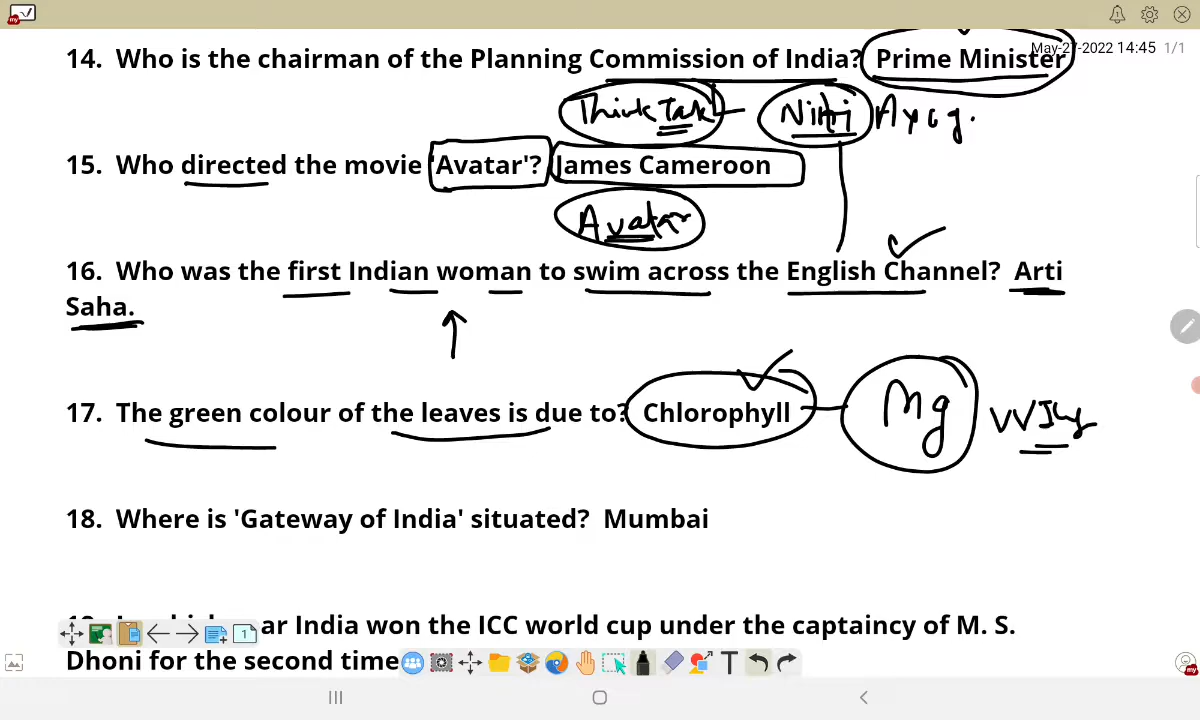 May-27-2022 14:45 1/1
14. Who is the chairman of the Planning Commission of India? Prime Minister
Think Tak Nitti Ayog.
15. Who directed the movie 'Avatar'? James Cameroon
Avatar
16. Who was the first Indian woman to swim across the English Channel? Arti
Saha.
17. The green colour of the leaves is due to? Chlorophyll Mg
18. Where is 'Gateway of India' situated? Mumbai
ar India won the ICC world cup under the captaincy of M. S.
Dhoni for the second time